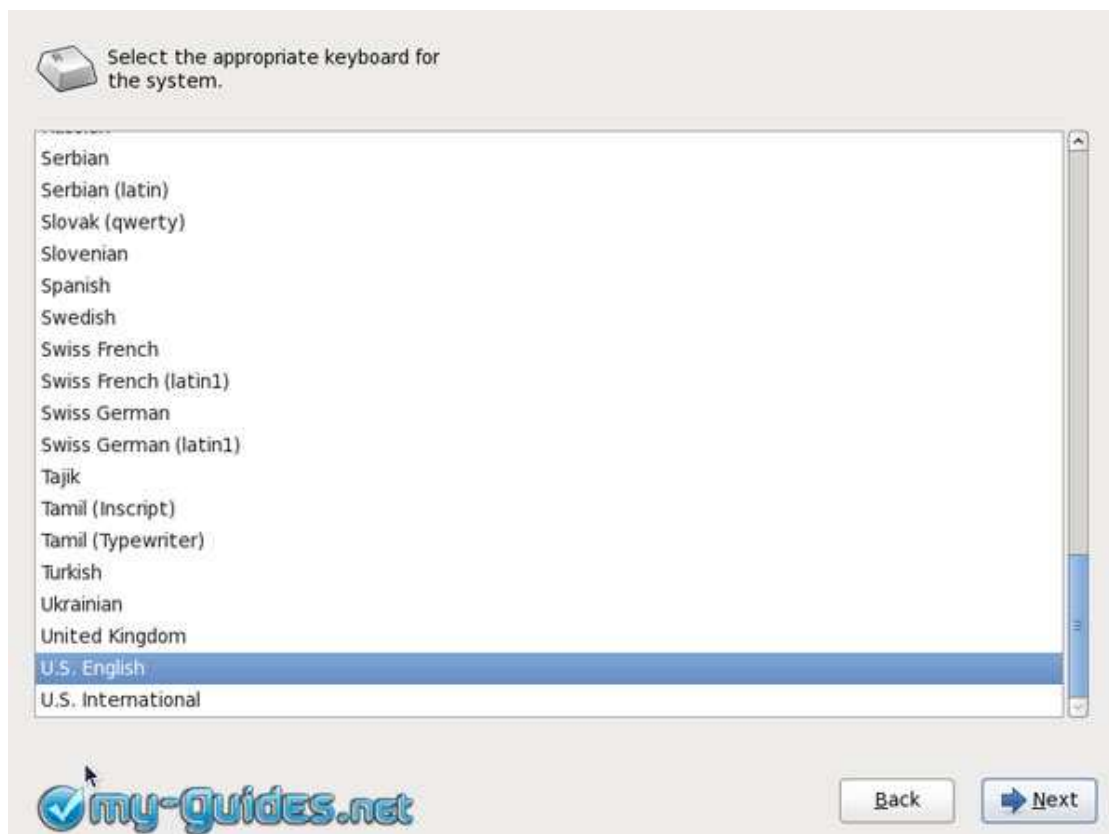 Select the appropriate keyboard for
the system.
Serbian
Serbian (latin)
Slovak (qwerty)
Slovenian
Spanish
Swedish
Swiss French
Swiss French (latin1)
Swiss German
Swiss German (latin1)
Tajik
Tamil (Inscript)
Tamil (Typewriter)
Turkish
Ukrainian
United Kingdom
U.S. English
U.S. International
my-guides.net
Back
Next